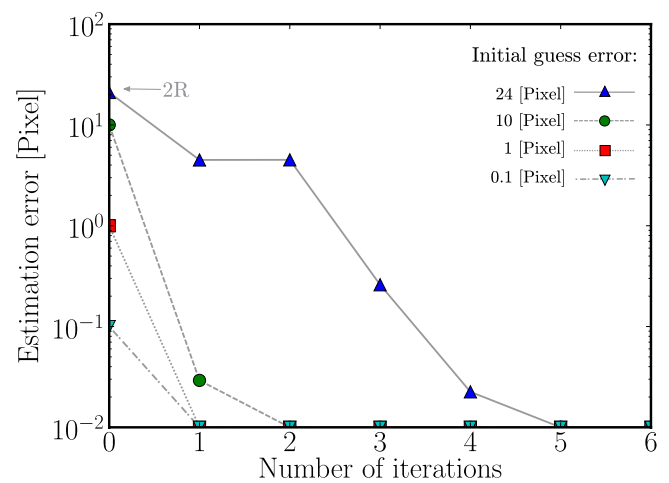 Initial guess error:
24 [Pixel]
10 [Pixel]
1 [Pixel]
0.1 [Pixel]
2R
Estimation error [Pixel]
10²
10¹
10⁰
10⁻¹
10⁻²
0 1 2 3 4 5 6
Number of iterations